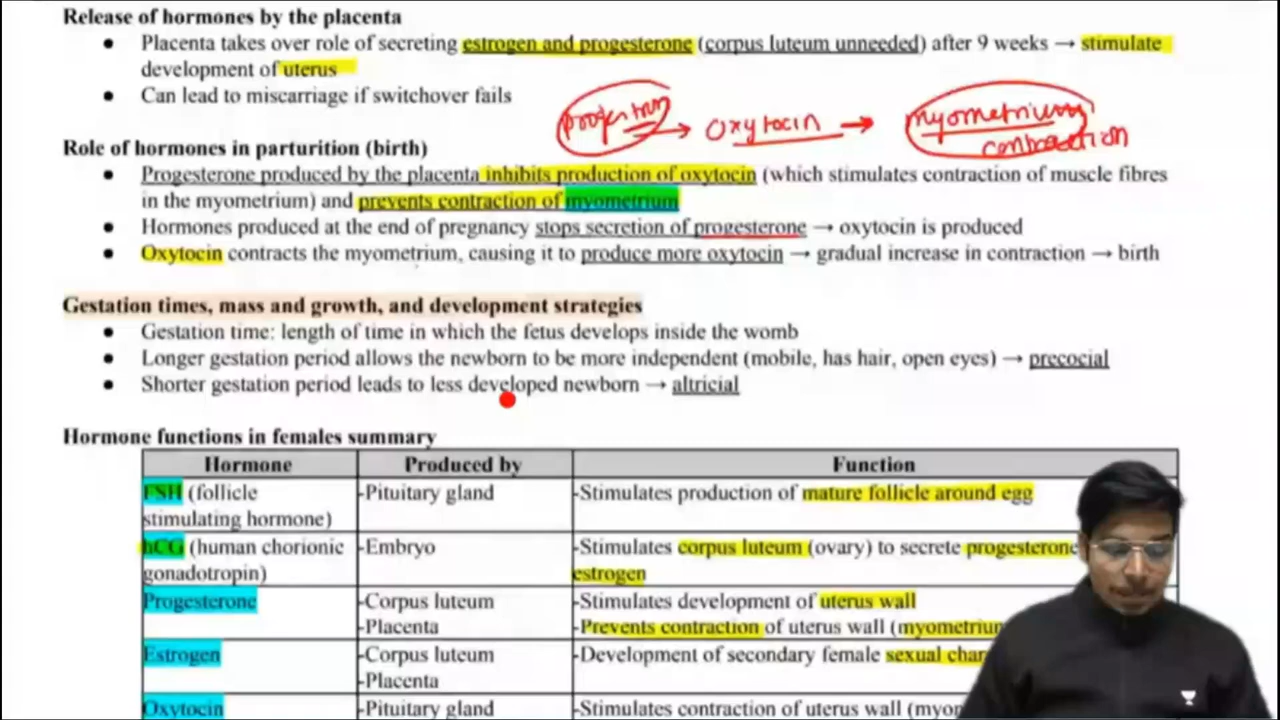 Release of hormones by the placenta
● Placenta takes over role of secreting estrogen and progesterone (corpus luteum unneeded) after 9 weeks → stimulate
development of uterus
● Can lead to miscarriage if switchover fails
oxytocin → myometrium
contraction
Role of hormones in parturition (birth)
● Progesterone produced by the placenta inhibits production of oxytocin (which stimulates contraction of muscle fibres
in the myometrium) and prevents contraction of myometrium
● Hormones produced at the end of pregnancy stops secretion of progesterone → oxytocin is produced
● Oxytocin contracts the myometrium, causing it to produce more oxytocin → gradual increase in contraction → birth
Gestation times, mass and growth, and development strategies
● Gestation time: length of time in which the fetus develops inside the womb
● Longer gestation period allows the newborn to be more independent (mobile, has hair, open eyes) → precocial
● Shorter gestation period leads to less developed newborn → altricial
Hormone functions in females summary
Hormone Produced by Function
FSH (follicle -Pituitary gland -Stimulates production of mature follicle around egg
stimulating hormone)
hCG (human chorionic -Embryo -Stimulates corpus luteum (ovary) to secrete progesterone
gonadotropin) estrogen
Progesterone -Corpus luteum -Stimulates development of uterus wall
-Placenta -Prevents contraction of uterus wall (myometrium
Estrogen -Corpus luteum -Development of secondary female sexual char
-Placenta
Oxytocin -Pituitary gland -Stimulates contraction of uterus wall (myom